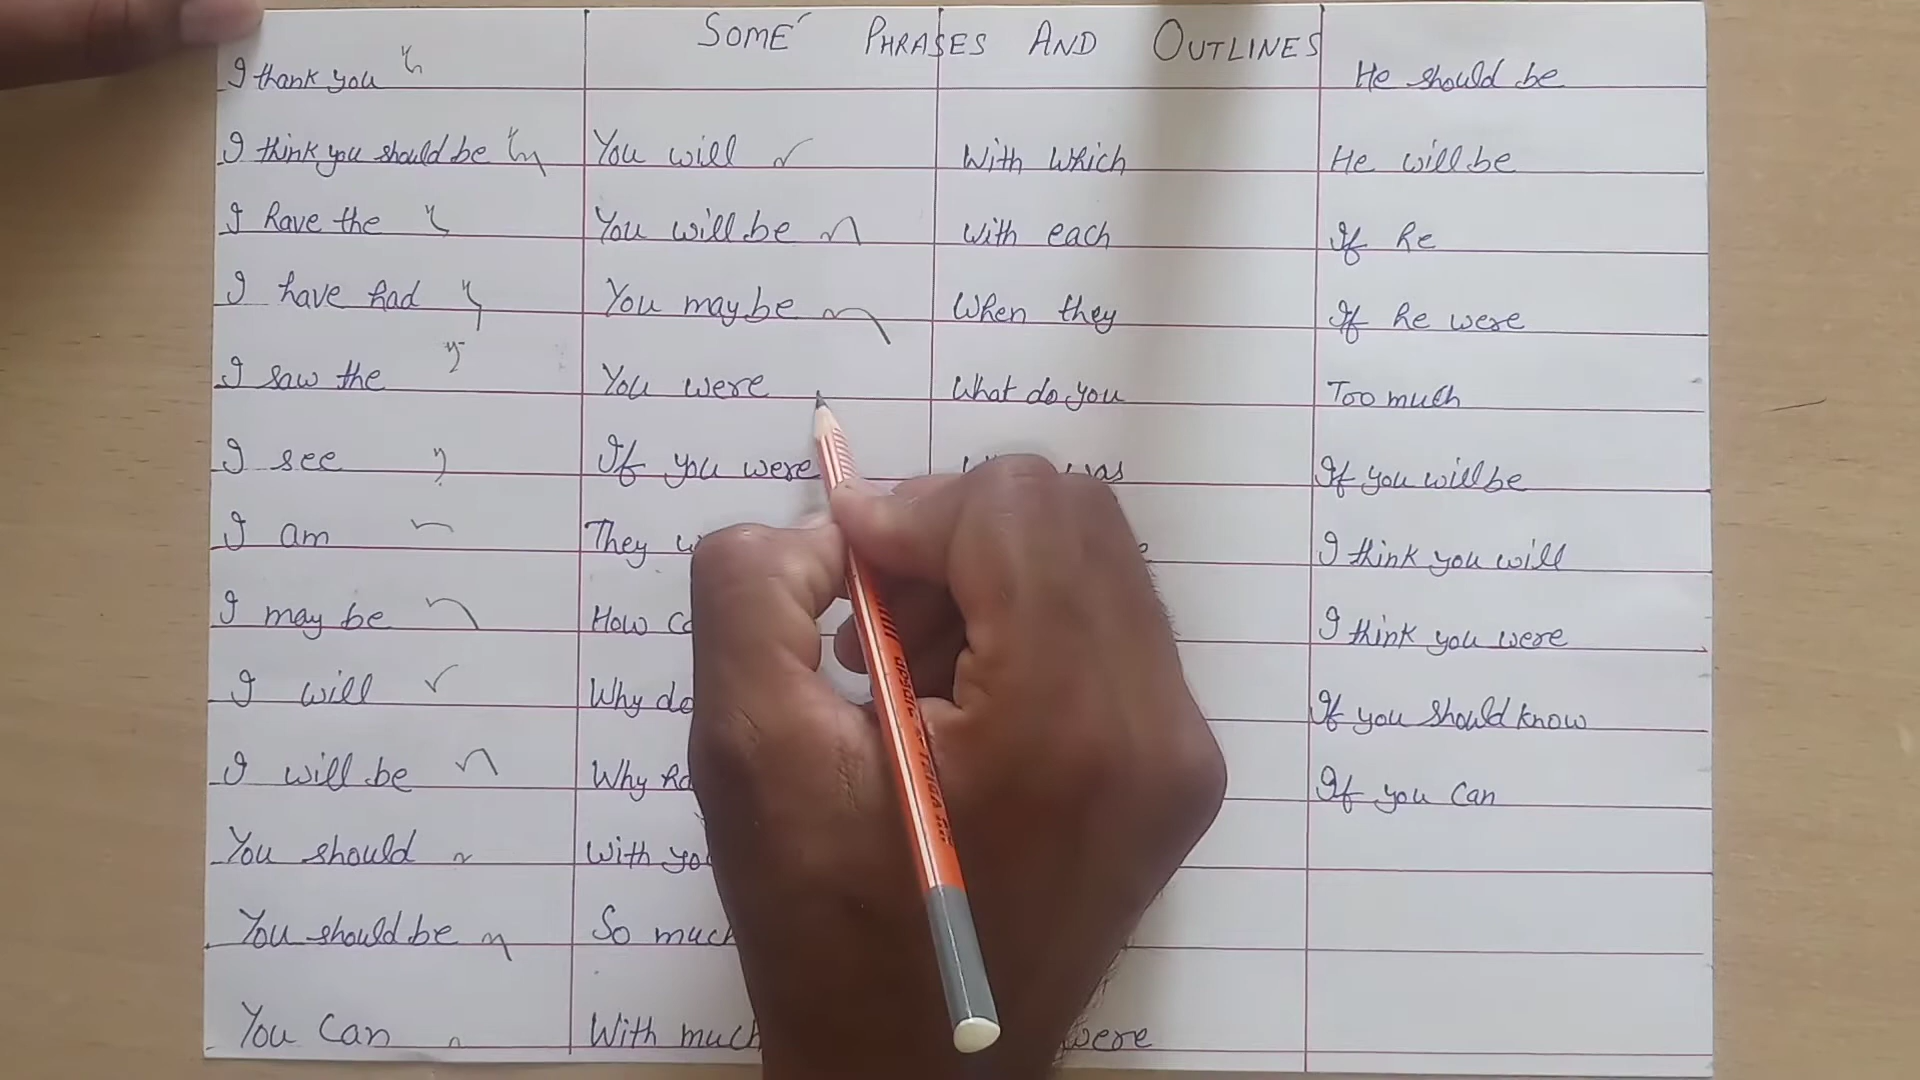 SOME PHRASES AND OUTLINES
I thank you
I think you should be
I have the
I have had
I saw the
I see
I am
I may be
I will
I will be
You should
You should be
You can
You will
You will be
You may be
You were
If you were
They
How
Why do
Why
With
So much
With much
With which
With each
When they
What do you
was
were
He should be
He will be
If he
If he were
Too much
If you will be
I think you will
I think you were
If you should know
If you can